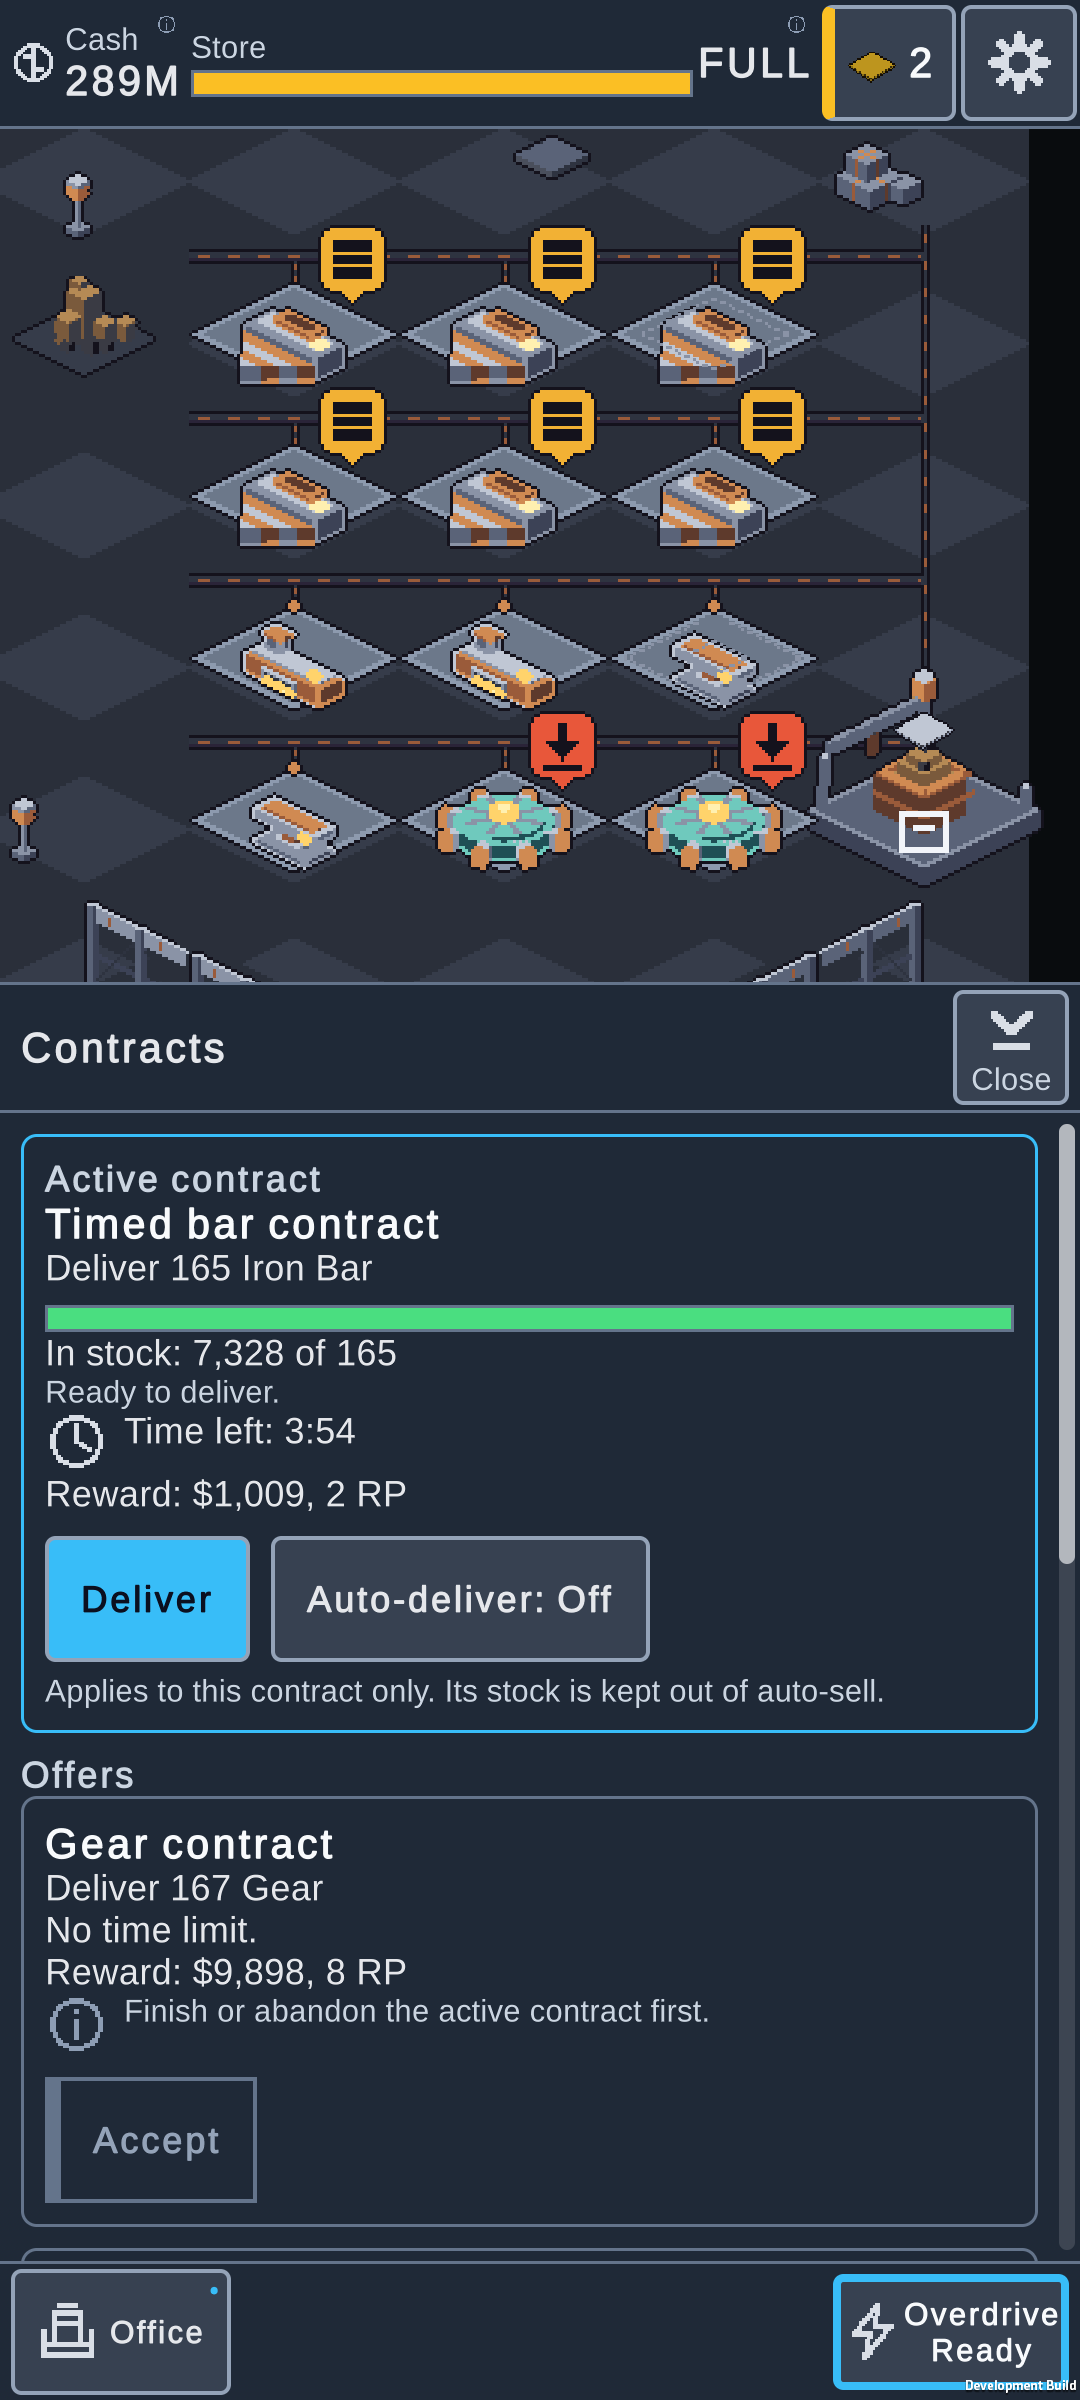 Cash
289M
Store
FULL
2
Contracts
Close
Active contract
Timed bar contract
Deliver 165 Iron Bar
In stock: 7,328 of 165
Ready to deliver.
Time left: 3:54
Reward: $1,009, 2 RP
Deliver
Auto-deliver: Off
Applies to this contract only. Its stock is kept out of auto-sell.
Offers
Gear contract
Deliver 167 Gear
No time limit.
Reward: $9,898, 8 RP
Finish or abandon the active contract first.
Accept
Office
Overdrive
Ready
Development Build